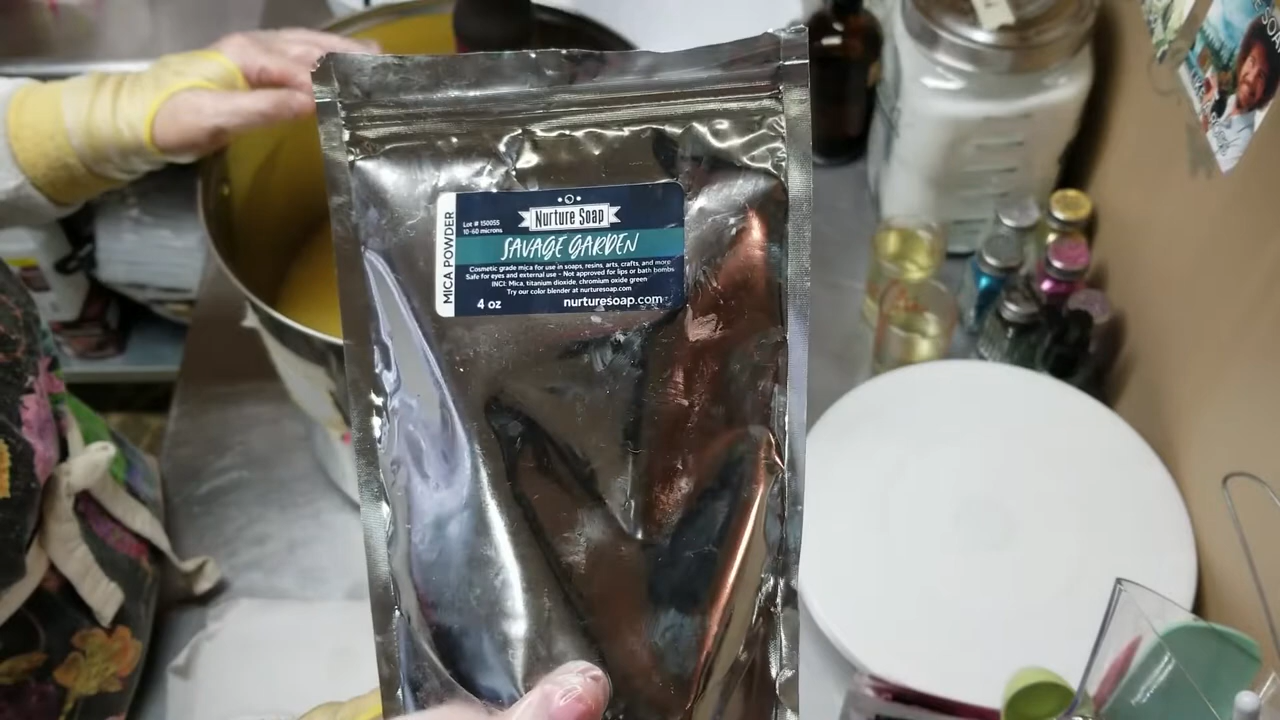 MICA POWDER
Lot # 150055
10-60 microns
Nurture Soap
SAVAGE GARDEN
Cosmetic grade mica for use in soaps, resins, arts, crafts, and more
Safe for eyes and external use - Not approved for lips or bath bombs
INCI: Mica, titanium dioxide, chromium oxide green
Try our color blender at nurturesoap.com
4 oz
nurturesoap.com